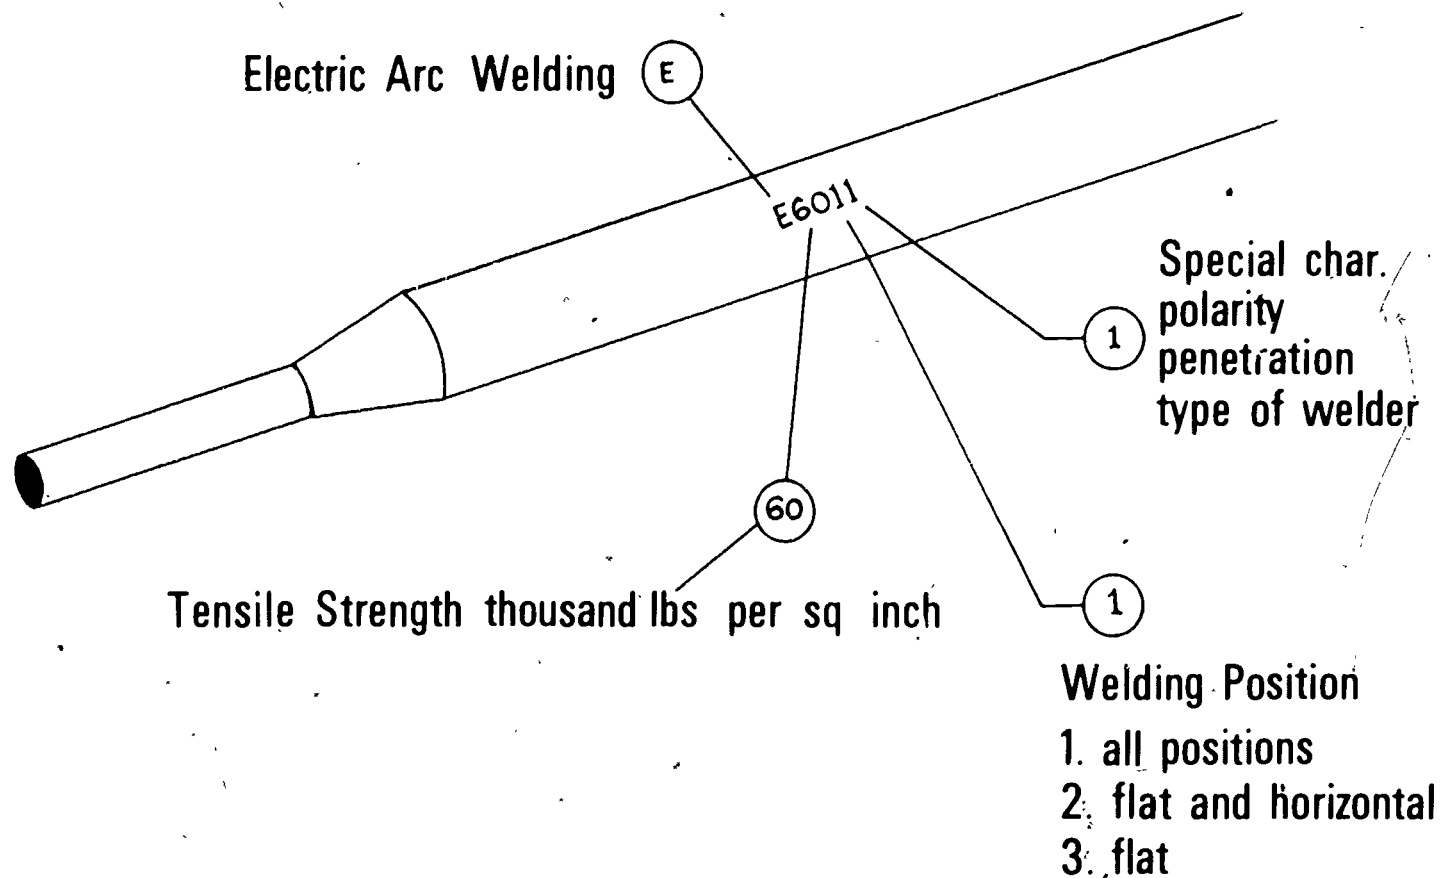 Electric Arc Welding E
E6011
Special char.
polarity
penetration
type of welder
1
60
Tensile Strength thousand lbs per sq inch
1
Welding Position
1. all positions
2. flat and horizontal
3. flat